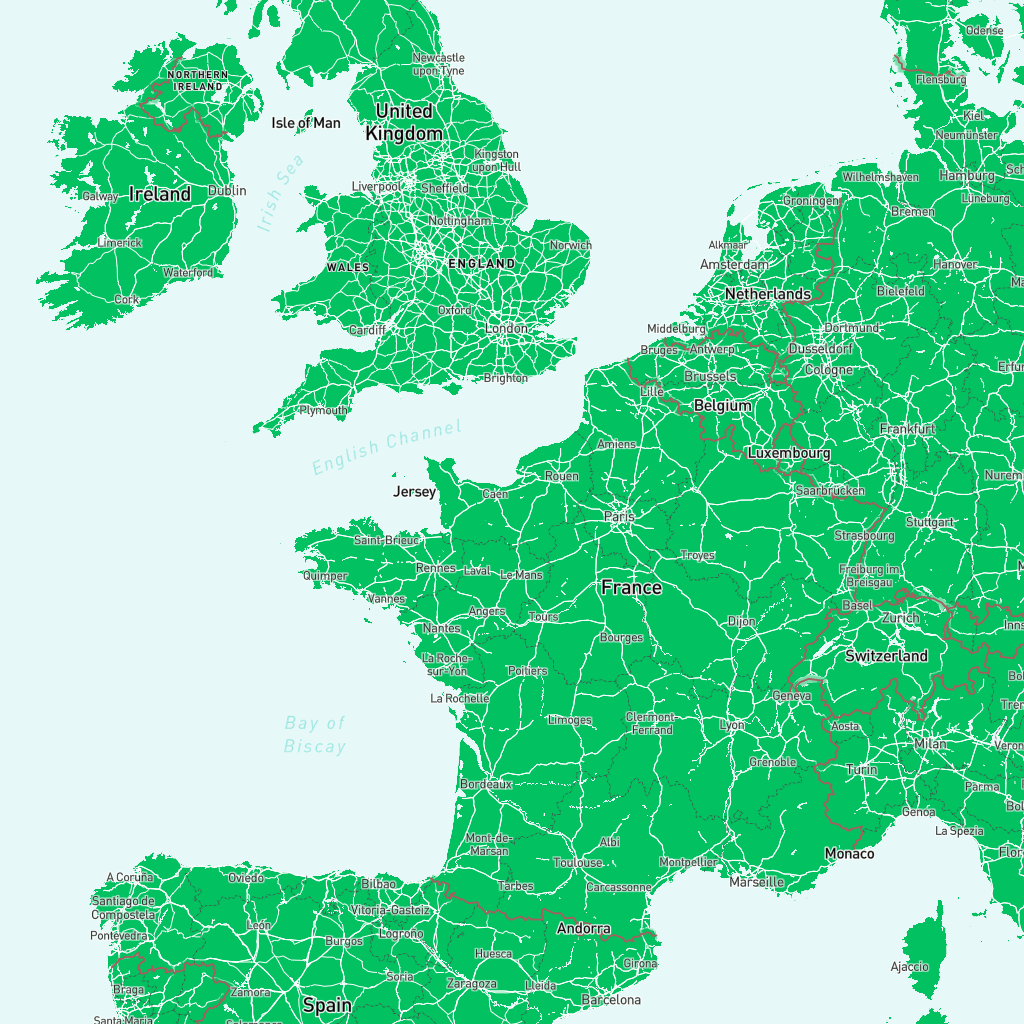 Odense
Newcastle
upon Tyne
NORTHERN
IRELAND
Flensburg
United
Kingdom
Isle of Man
Kiel
Neumünster
Kingston
upon Hull
Irish Sea
Liverpool
Sheffield
Wilhelmshaven
Hamburg
Ireland
Galway
Dublin
Groningen
Lüneburg
Bremen
Nottingham
Limerick
Norwich
Alkmaar
Amsterdam
Hanover
WALES
ENGLAND
Waterford
Cork
Netherlands
Bielefeld
Oxford
Cardiff
London
Middelburg
Dortmund
Bruges
Antwerp
Dusseldorf
Cologne
Brighton
Brussels
Lille
Plymouth
Belgium
English Channel
Amiens
Frankfurt
Luxembourg
Rouen
Jersey
Caen
Saarbrücken
Paris
Stuttgart
Saint-Brieuc
Strasbourg
Troyes
Rennes
Laval
Le Mans
Quimper
Freiburg im
Breisgau
France
Vannes
Angers
Tours
Basel
Zurich
Dijon
Nantes
Bourges
Switzerland
La Roche-
sur-Yon
Poitiers
Geneva
La Rochelle
Bay of
Biscay
Limoges
Clermont-
Ferrand
Lyon
Aosta
Milan
Grenoble
Turin
Bordeaux
Parma
Genoa
La Spezia
Mont-de-
Marsan
Albi
Toulouse
Montpellier
Monaco
A Coruña
Oviedo
Bilbao
Tarbes
Carcassonne
Marseille
Santiago de
Compostela
Vitoria-Gasteiz
León
Logroño
Andorra
Pontevedra
Burgos
Huesca
Girona
Ajaccio
Soria
Zaragoza
Lleida
Braga
Zamora
Spain
Barcelona